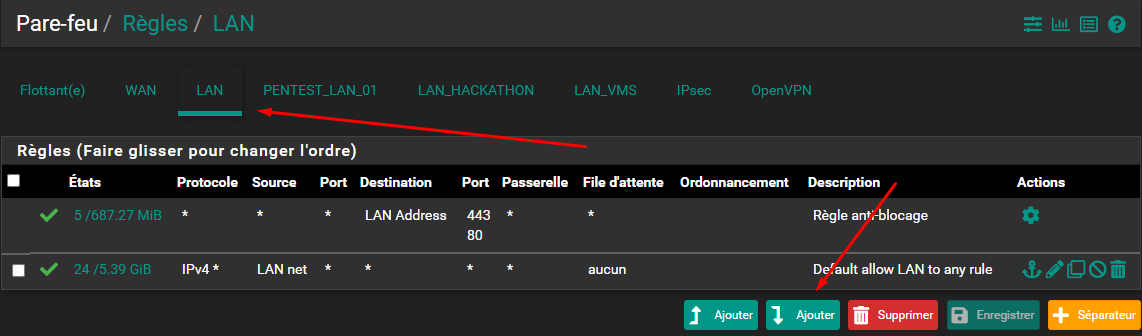 Pare-feu / Règles / LAN
Flottant(e) WAN LAN PENTEST_LAN_01 LAN_HACKATHON LAN_VMS IPsec OpenVPN
Règles (Faire glisser pour changer l'ordre)
États Protocole Source Port Destination Port Passerelle File d'attente Ordonnancement Description Actions
5 /687.27 MiB * * * LAN Address 443 * * Règle anti-blocage
80
24 /5.39 GiB IPv4 * LAN net * * * * aucun Default allow LAN to any rule
Ajouter Ajouter Supprimer Enregistrer Séparateur